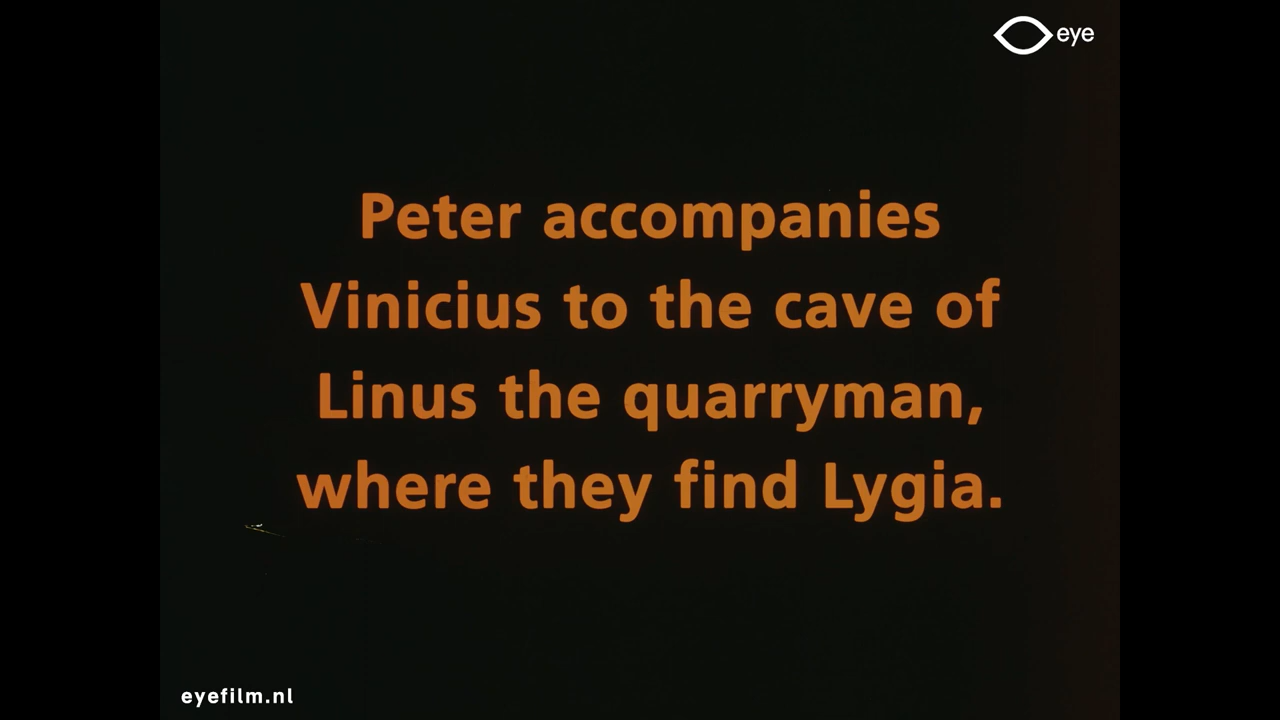 eye
Peter accompanies
Vinicius to the cave of
Linus the quarryman,
where they find Lygia.
eyefilm.nl